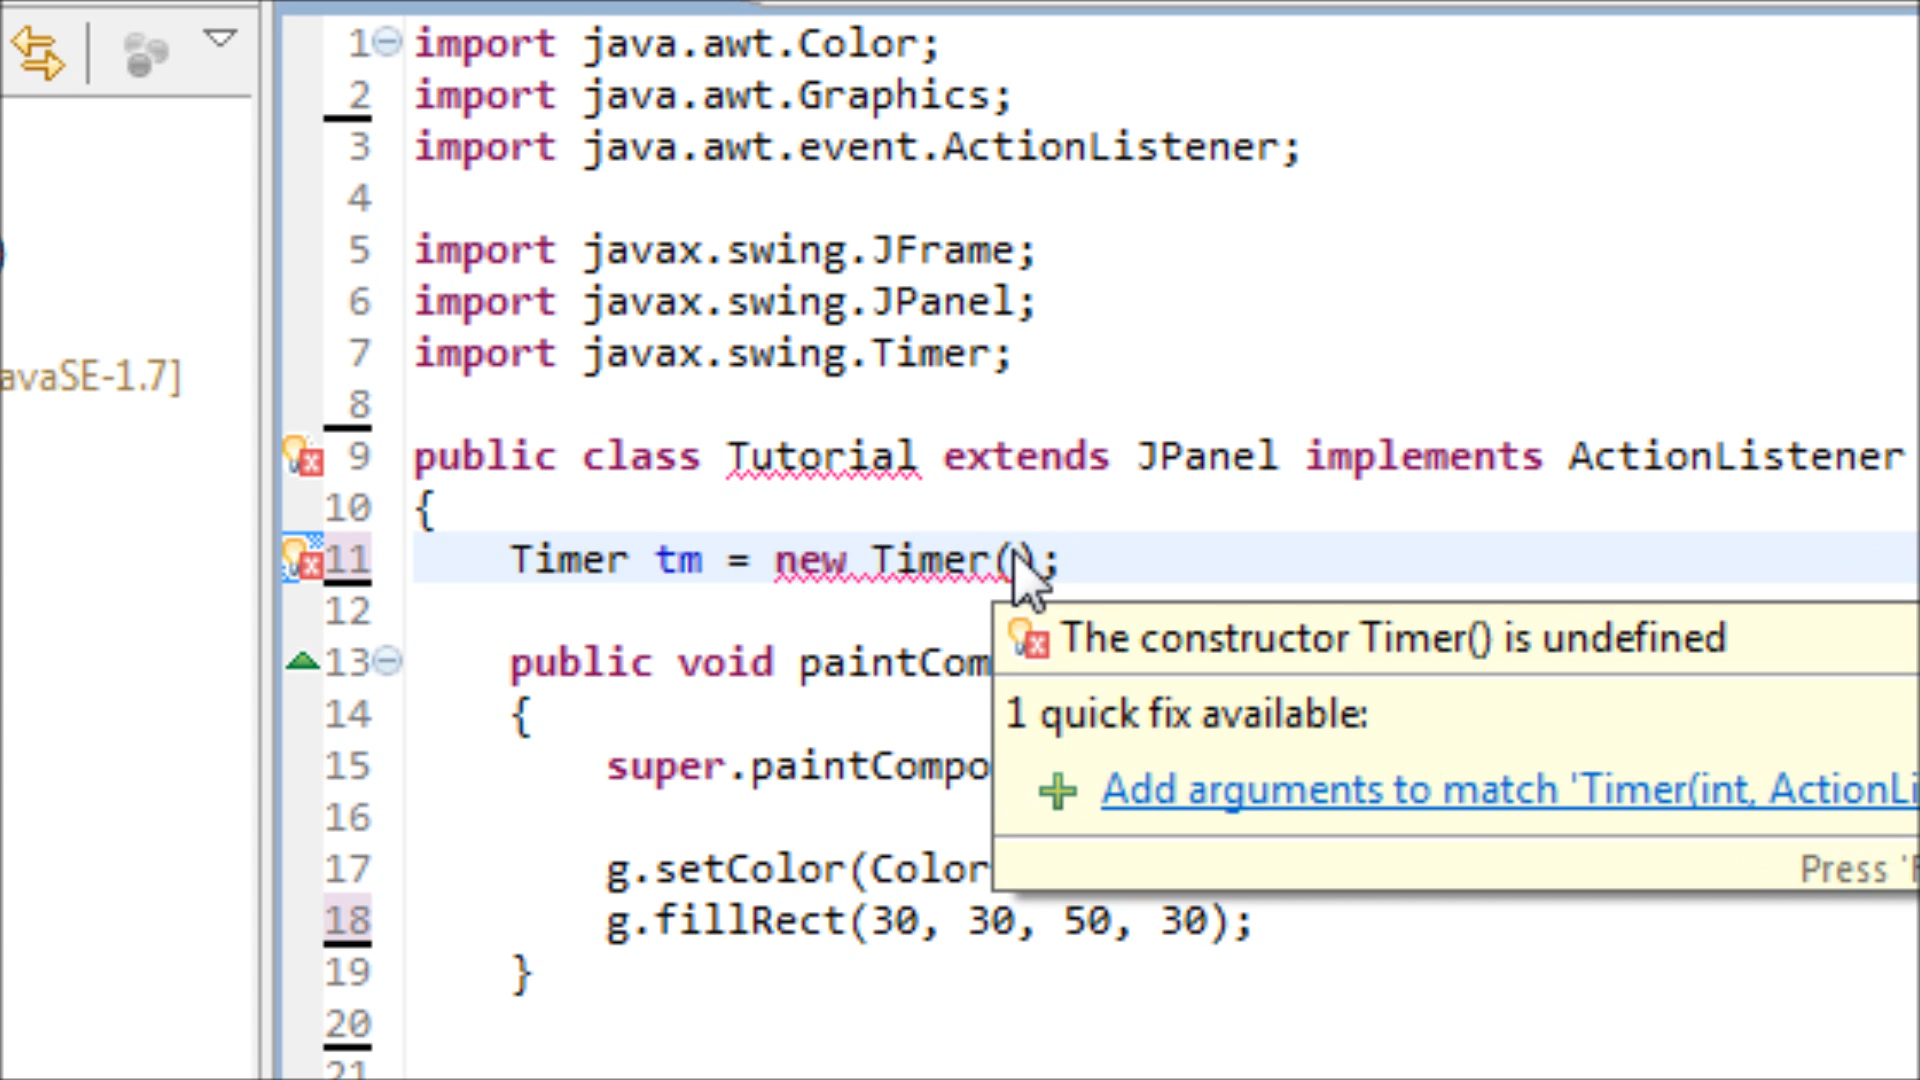 1 import java.awt.Color;
2 import java.awt.Graphics;
3 import java.awt.event.ActionListener;
4
5 import javax.swing.JFrame;
6 import javax.swing.JPanel;
7 import javax.swing.Timer;
avaSE-1.7]
8
9 public class Tutorial extends JPanel implements ActionListener
10 {
11 Timer tm = new Timer();
12
The constructor Timer() is undefined
13 public void paintCom
1 quick fix available:
14 {
15 super.paintCompo
Add arguments to match 'Timer(int, ActionLi
16
17 g.setColor(Color
Press 'F
18 g.fillRect(30, 30, 50, 30);
19 }
20
21